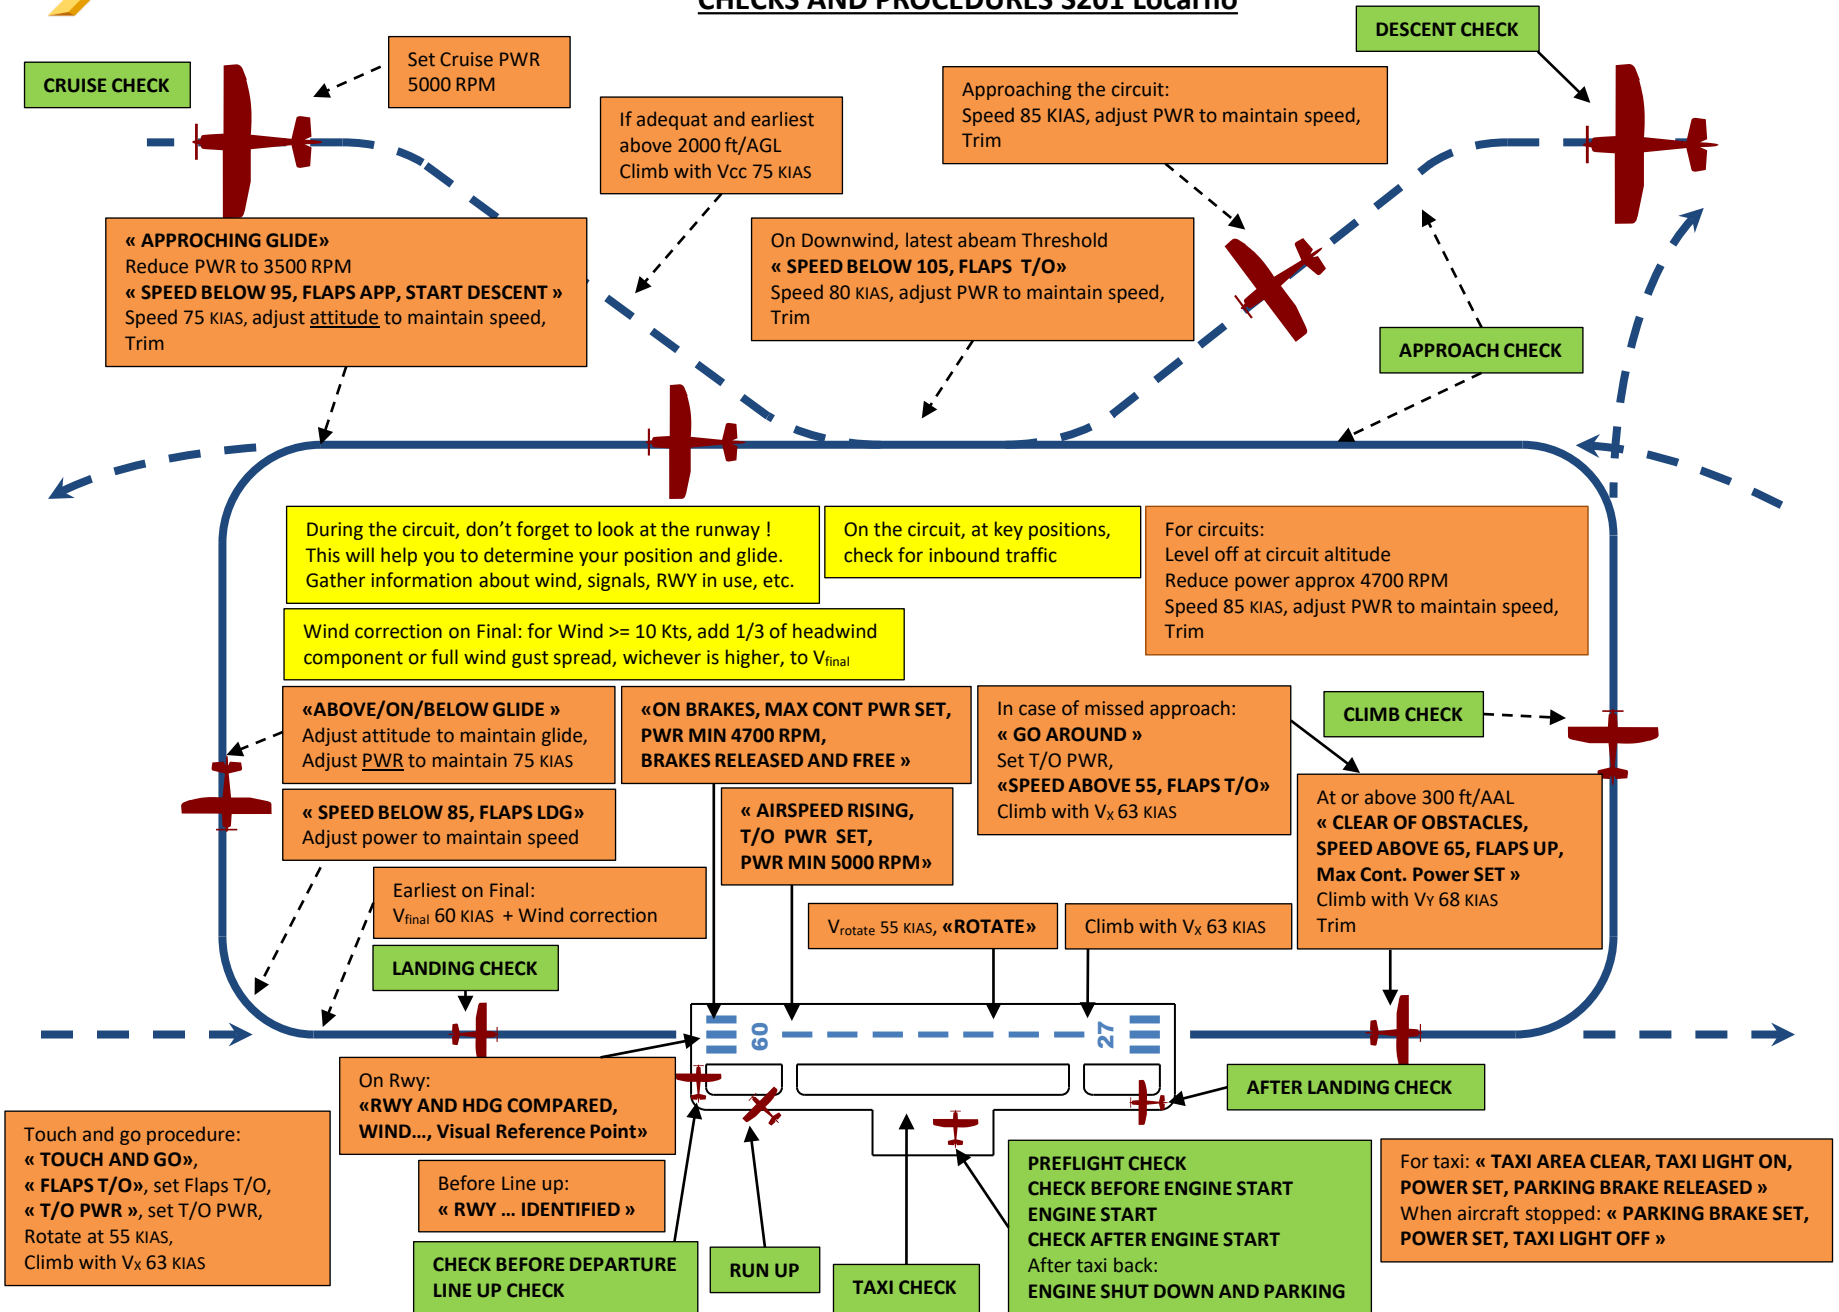 CHECKS AND PROCEDURES S201 Locarno
DESCENT CHECK
CRUISE CHECK
Set Cruise PWR
5000 RPM
If adequat and earliest
above 2000 ft/AGL
Climb with Vcc 75 KIAS
Approaching the circuit:
Speed 85 KIAS, adjust PWR to maintain speed,
Trim
« APPROCHING GLIDE»
Reduce PWR to 3500 RPM
« SPEED BELOW 95, FLAPS APP, START DESCENT »
Speed 75 KIAS, adjust attitude to maintain speed,
Trim
On Downwind, latest abeam Threshold
« SPEED BELOW 105, FLAPS T/O»
Speed 80 KIAS, adjust PWR to maintain speed,
Trim
APPROACH CHECK
During the circuit, don't forget to look at the runway !
This will help you to determine your position and glide.
Gather information about wind, signals, RWY in use, etc.
On the circuit, at key positions,
check for inbound traffic
For circuits:
Level off at circuit altitude
Reduce power approx 4700 RPM
Speed 85 KIAS, adjust PWR to maintain speed,
Trim
Wind correction on Final: for Wind >= 10 Kts, add 1/3 of headwind
component or full wind gust spread, wichever is higher, to Vfinal
«ABOVE/ON/BELOW GLIDE »
Adjust attitude to maintain glide,
Adjust PWR to maintain 75 KIAS
«ON BRAKES, MAX CONT PWR SET,
PWR MIN 4700 RPM,
BRAKES RELEASED AND FREE »
In case of missed approach:
« GO AROUND »
Set T/O PWR,
«SPEED ABOVE 55, FLAPS T/O»
Climb with VX 63 KIAS
CLIMB CHECK
« SPEED BELOW 85, FLAPS LDG»
Adjust power to maintain speed
« AIRSPEED RISING,
T/O PWR SET,
PWR MIN 5000 RPM»
At or above 300 ft/AAL
« CLEAR OF OBSTACLES,
SPEED ABOVE 65, FLAPS UP,
Max Cont. Power SET »
Climb with VY 68 KIAS
Trim
Earliest on Final:
Vfinal 60 KIAS + Wind correction
Vrotate 55 KIAS, «ROTATE»
Climb with VX 63 KIAS
LANDING CHECK
09
27
On Rwy:
«RWY AND HDG COMPARED,
WIND…, Visual Reference Point»
AFTER LANDING CHECK
Touch and go procedure:
« TOUCH AND GO»,
« FLAPS T/O», set Flaps T/O,
« T/O PWR », set T/O PWR,
Rotate at 55 KIAS,
Climb with VX 63 KIAS
Before Line up:
« RWY … IDENTIFIED »
CHECK BEFORE DEPARTURE
LINE UP CHECK
RUN UP
TAXI CHECK
PREFLIGHT CHECK
CHECK BEFORE ENGINE START
ENGINE START
CHECK AFTER ENGINE START
After taxi back:
ENGINE SHUT DOWN AND PARKING
For taxi: « TAXI AREA CLEAR, TAXI LIGHT ON,
POWER SET, PARKING BRAKE RELEASED »
When aircraft stopped: « PARKING BRAKE SET,
POWER SET, TAXI LIGHT OFF »